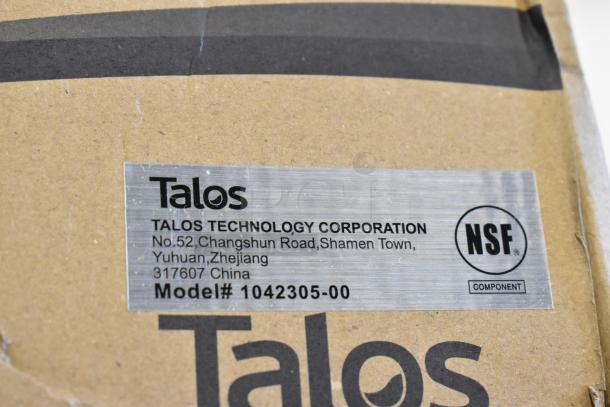 Talos
TALOS TECHNOLOGY CORPORATION
No.52,Changshun Road,Shamen Town,
Yuhuan,Zhejiang
317607 China
Model# 1042305-00
NSF®
COMPONENT
Talos